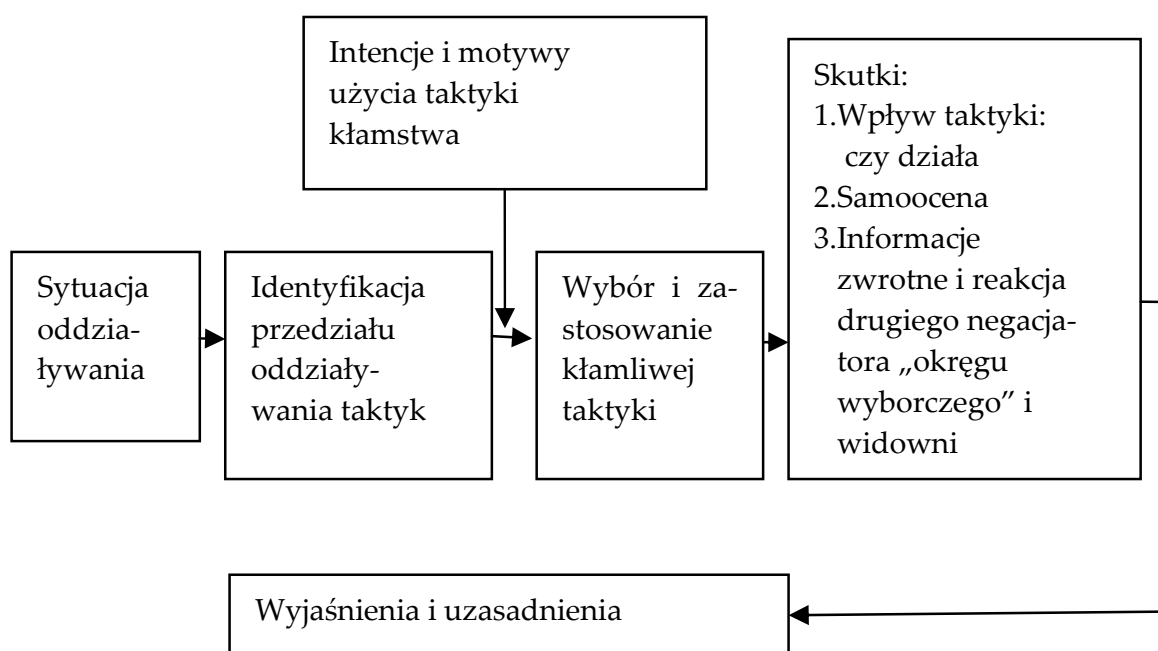 Intencje i motywy
użycia taktyki
kłamstwa
Skutki:
1.Wpływ taktyki:
czy działa
2.Samoocena
3.Informacje
zwrotne i reakcja
drugiego negacja-
tora „okręgu
wyborczego” i
widowni
Sytuacja
oddzia-
ływania
Identyfikacja
przedziału
oddziały-
wania taktyk
Wybór i za-
stosowanie
kłamliwej
taktyki
Wyjaśnienia i uzasadnienia